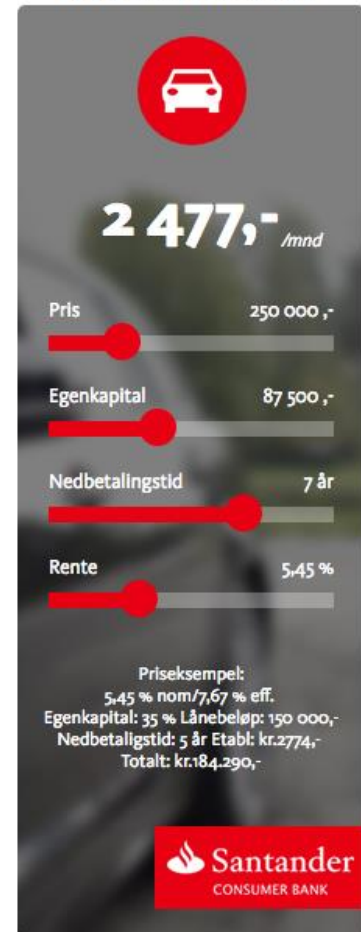 2 477,- /mnd
Pris 250 000 ,-
Egenkapital 87 500 ,-
Nedbetalingstid 7 år
Rente 5,45 %
Priseksempel:
5,45 % nom/7,67 % eff.
Egenkapital: 35 % Lånebeløp: 150 000,-
Nedbetaligstid: 5 år Etabl: kr.2774,-
Totalt: kr.184.290,-
Santander
CONSUMER BANK